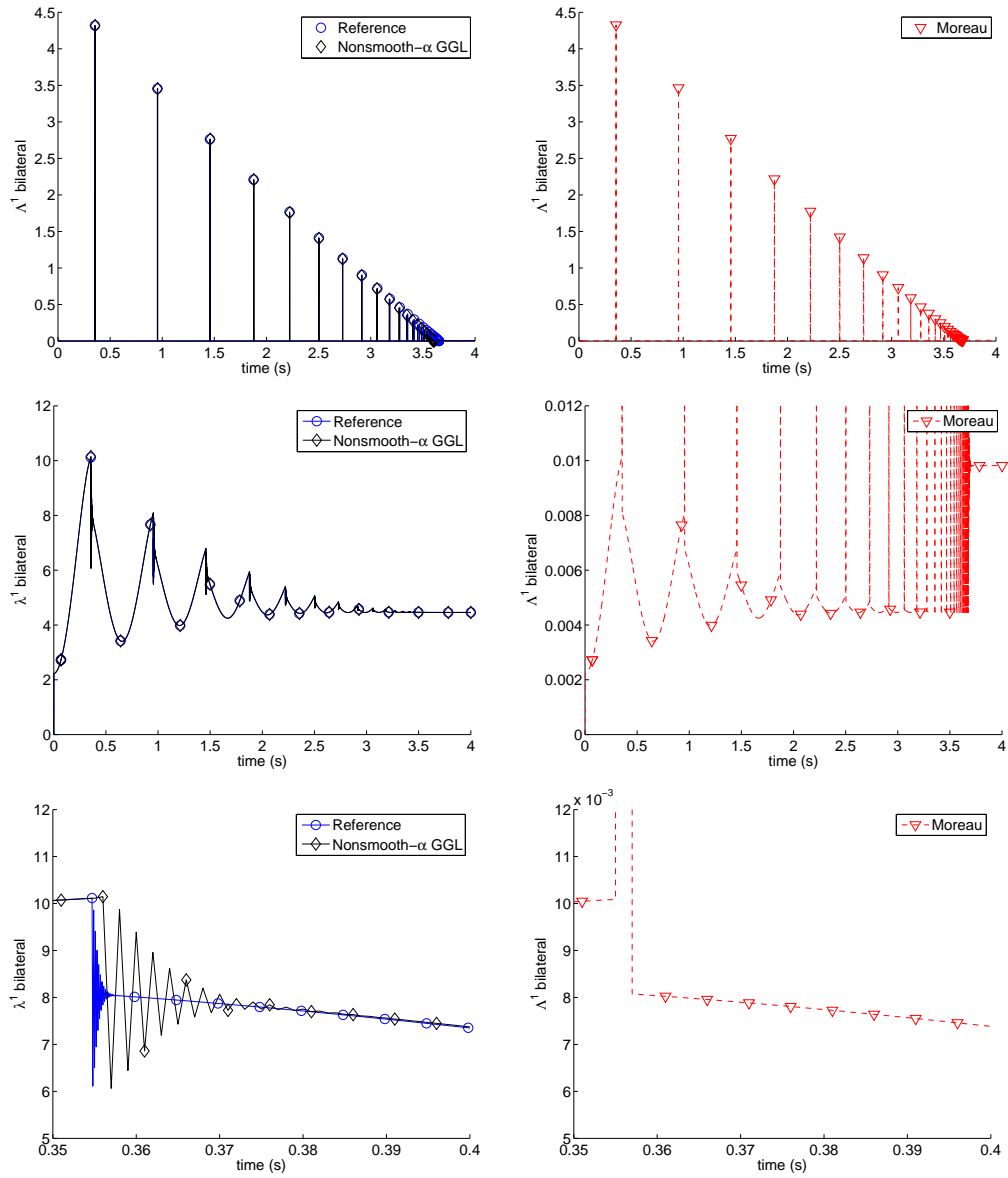 4.5
4
3.5
3
2.5
2
1.5
1
0.5
0
Λ¹ bilateral
0 0.5 1 1.5 2 2.5 3 3.5 4
time (s)
Reference
Nonsmooth−α GGL
4.5
4
3.5
3
2.5
2
1.5
1
0.5
0
Λ¹ bilateral
0 0.5 1 1.5 2 2.5 3 3.5 4
time (s)
Moreau
12
10
8
6
4
2
0
λ¹ bilateral
0 0.5 1 1.5 2 2.5 3 3.5 4
time (s)
Reference
Nonsmooth−α GGL
0.012
0.01
0.008
0.006
0.004
0.002
0
Λ¹ bilateral
0 0.5 1 1.5 2 2.5 3 3.5 4
time (s)
Moreau
12
11
10
9
8
7
6
5
λ¹ bilateral
0.35 0.36 0.37 0.38 0.39 0.4
time (s)
Reference
Nonsmooth−α GGL
x 10⁻³
12
11
10
9
8
7
6
5
Λ¹ bilateral
0.35 0.36 0.37 0.38 0.39 0.4
time (s)
Moreau